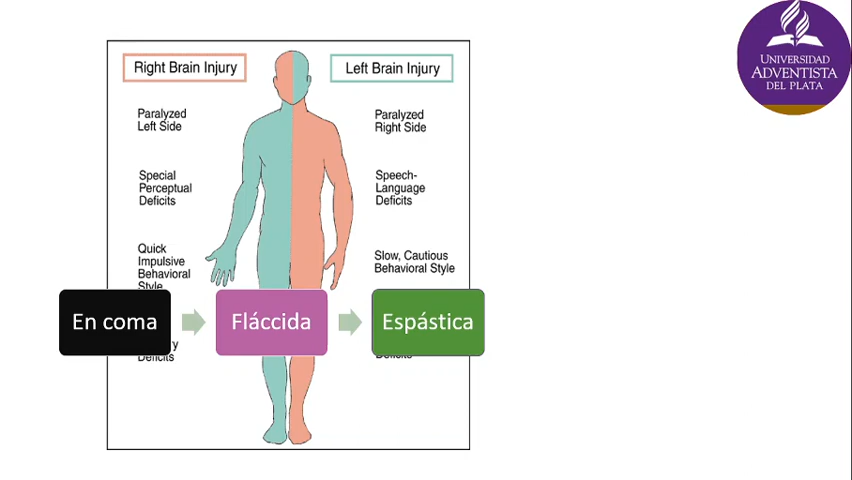 Right Brain Injury
Left Brain Injury
Paralyzed
Left Side
Paralyzed
Right Side
Special
Perceptual
Deficits
Speech-
Language
Deficits
Quick
Impulsive
Behavioral
Style
Slow, Cautious
Behavioral Style
En coma
Fláccida
Espástica
Deficits
Deficits
UNIVERSIDAD
ADVENTISTA
DEL PLATA